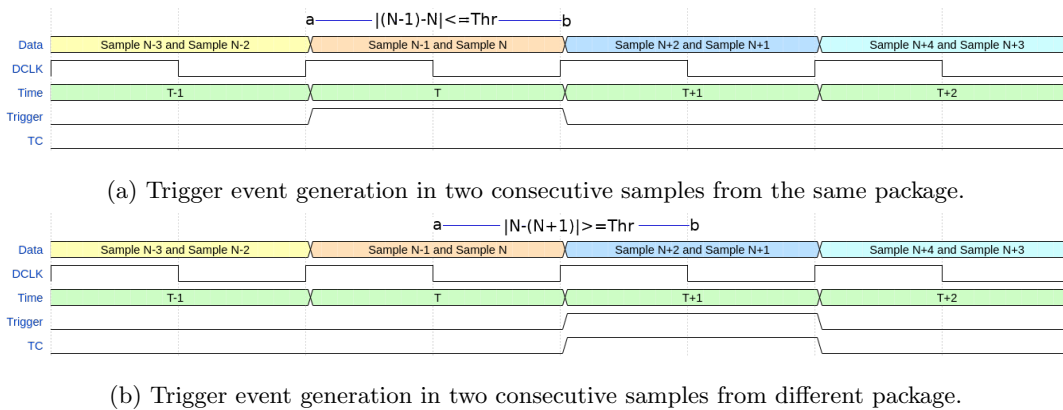 a |(N-1)-N|<=Thr b
Data Sample N-3 and Sample N-2 Sample N-1 and Sample N Sample N+2 and Sample N+1 Sample N+4 and Sample N+3
DCLK
Time T-1 T T+1 T+2
Trigger
TC
(a) Trigger event generation in two consecutive samples from the same package.
a |N-(N+1)|>=Thr b
Data Sample N-3 and Sample N-2 Sample N-1 and Sample N Sample N+2 and Sample N+1 Sample N+4 and Sample N+3
DCLK
Time T-1 T T+1 T+2
Trigger
TC
(b) Trigger event generation in two consecutive samples from different package.